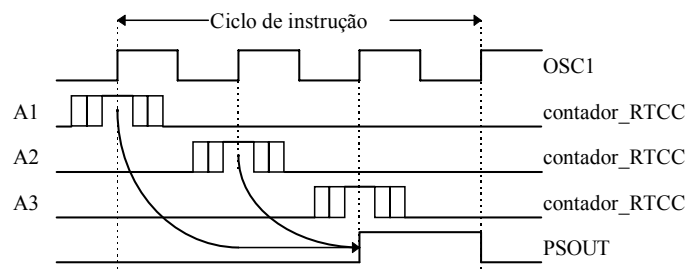 Ciclo de instrução
OSC1
A1 contador_RTCC
A2 contador_RTCC
A3 contador_RTCC
PSOUT